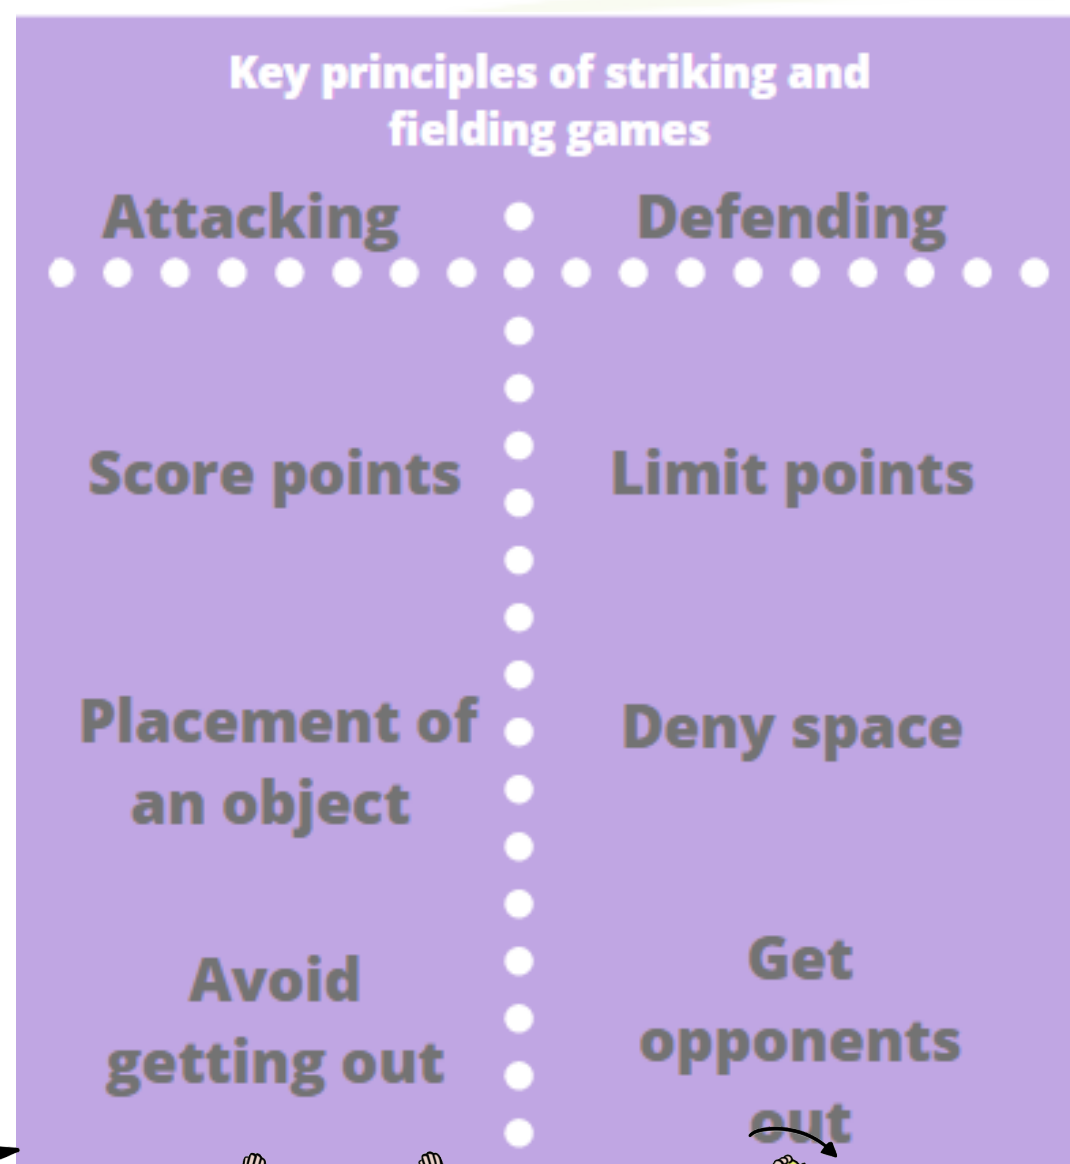 Key principles of striking and
fielding games
Attacking
Defending
Score points
Limit points
Placement of
an object
Deny space
Avoid
getting out
Get
opponents
out